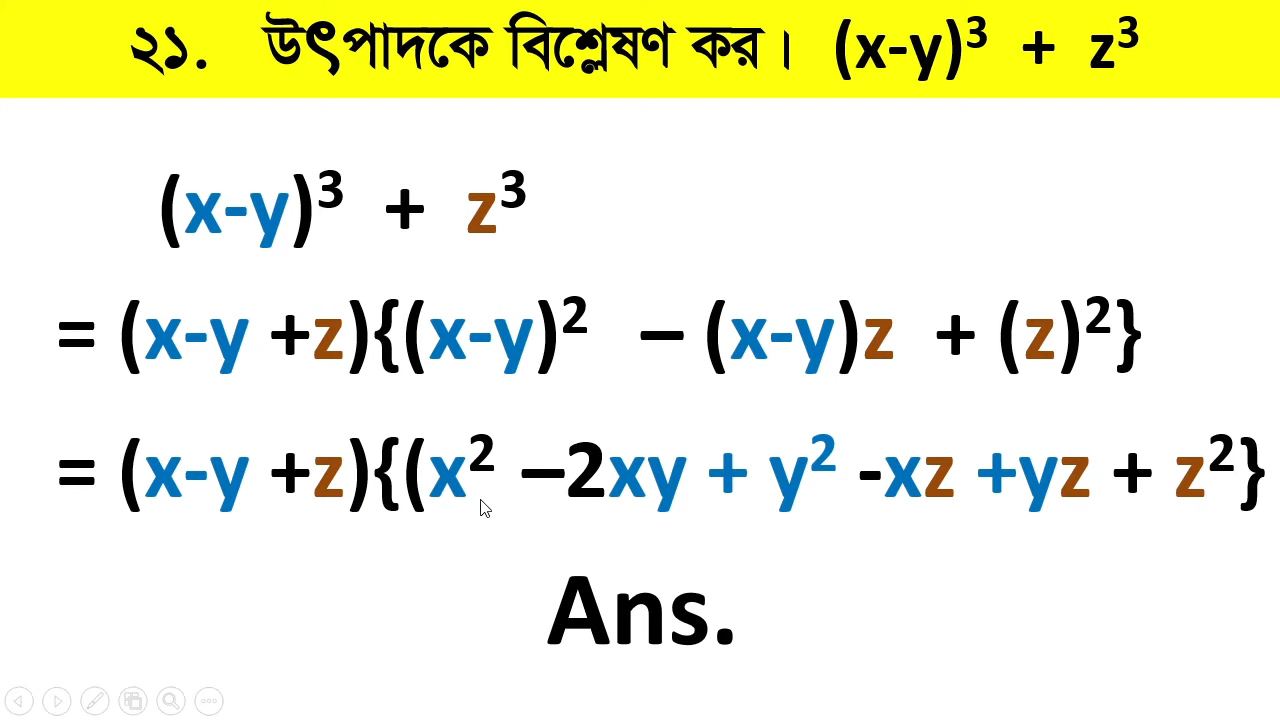 ২১. উৎপাদকে বিশ্লেষণ কর। (x-y)³ + z³
(x-y)³ + z³
= (x-y +z){(x-y)² – (x-y)z + (z)²}
= (x-y +z){(x² –2xy + y² -xz +yz + z²}
Ans.